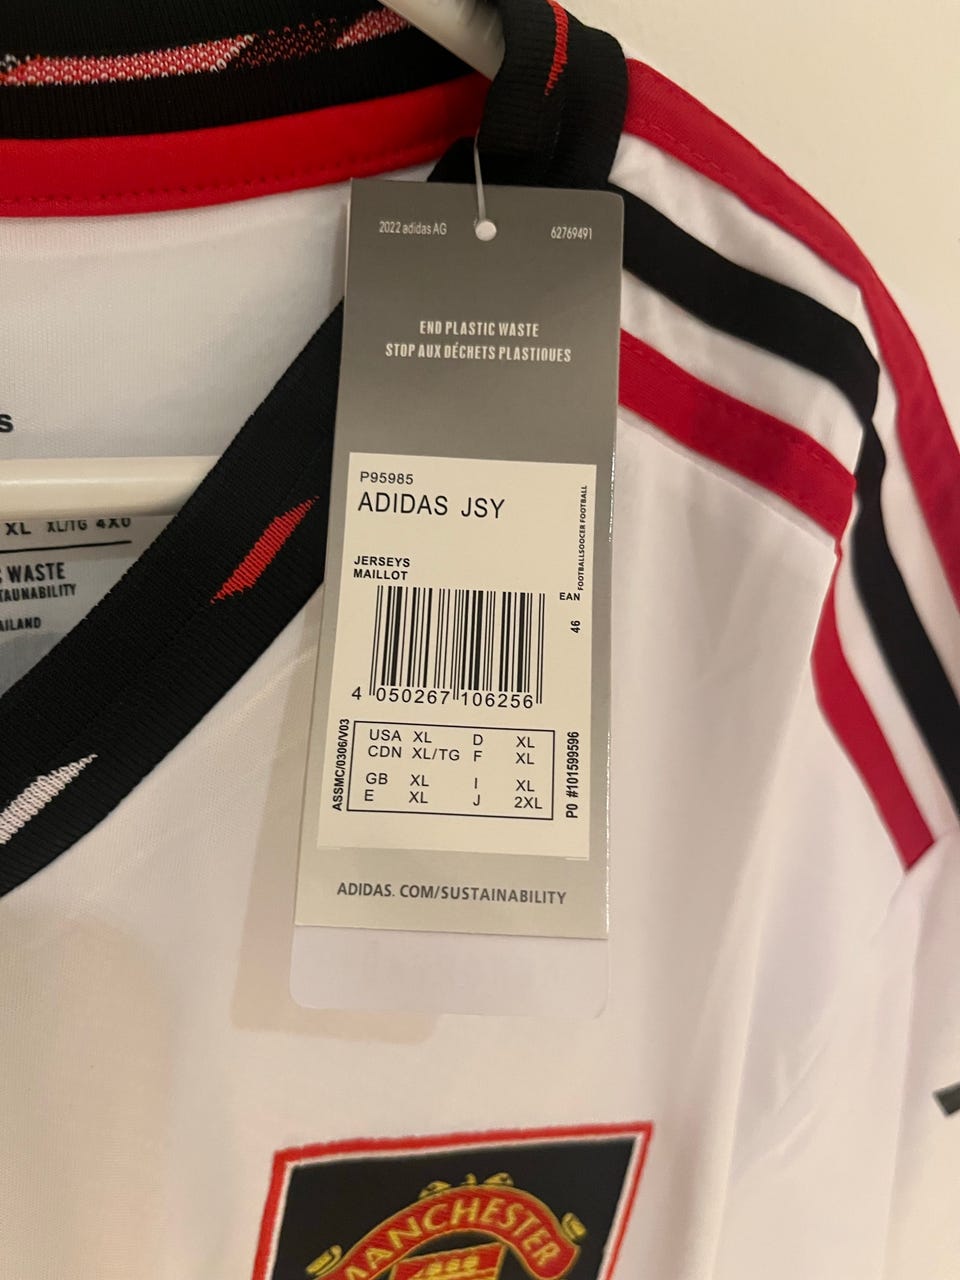 2022 adidas AG
62769491
END PLASTIC WASTE
STOP AUX DÉCHETS PLASTIQUES
P95985
ADIDAS JSY
FOOTBALLSOCCER FOOTBALL
JERSEYS
MAILLOT
EAN
46
4 050267 106256
ASSMC/0306/V03
USA XL D XL
CDN XL/TG F XL
GB XL I XL
E XL J 2XL
PO #101599596
ADIDAS. COM/SUSTAINABILITY
S
XL XL/TG 4XO
WASTE
TAUNABILITY
AILAND
MANCHESTER